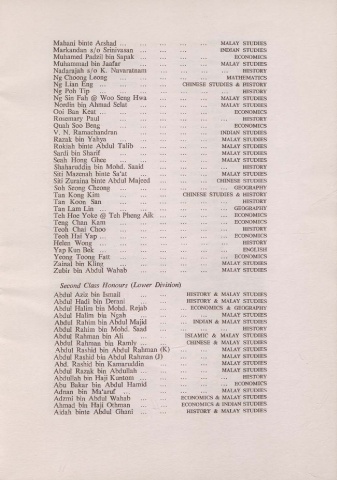 Mahani binte Arshad ... ... ... ... ... MALAY STUDIES
Markandan s/o Srinivasan ... ... ... ... INDIAN STUDIES
Muhamed Padzil bin Sapak ... ... ... ... ECONOMICS
Muhammad bin Jaafar ... ... ... ... MALAY STUDIES
Nadarajah s/o K. Navaratnam ... ... ... HISTORY
Ng Choong Leong ... ... ... ... MATHEMATICS
Ng Lian Eng ... ... ... CHINESE STUDIES & HISTORY
Ng Poh Tip ... ... ... ... ... HISTORY
Ng Sin Fah @ Woo Seng Hwa ... ... ... MALAY STUDIES
Nordin bin Ahmad Selat ... ... ... ... MALAY STUDIES
Ooi Bun Keat ... ... ... ... ... ECONOMICS
Rosemary Paul ... ... ... ... ... HISTORY
Quah Soo Beng ... ... ... ... ... ECONOMICS
V. N. Ramachandran ... ... ... ... INDIAN STUDIES
Razak bin Yahya ... ... ... MALAY STUDIES
Rokiah binte Abdul Talib ... ... ... ... MALAY STUDIES
Sardi bin Sharif ... ... ... ... MALAY STUDIES
Seah Hong Ghee ... ... ... ... MALAY STUDIES
Shaharuddin bin Mohd. Saaid ... ... ... HISTORY
Siti Mazenah binte Sa'at ... ... ... ... MALAY STUDIES
Siti Zuraina binte Abdul Majeed ... ... CHINESE STUDIES
Soh Seong Cheong ... ... ... ... GEOGRAPHY
Tan Kong Kim ... ... ... CHINESE STUDIES & HISTORY
Tan Koon San ... ... ... ... ... HISTORY
Tan Lam Lin ... ... ... ... ... GEOGRAPHY
Teh Hoe Yoke @ Teh Pheng Aik ... ... ... ECONOMICS
Teng Chan Kam ... ... ... ... ECONOMICS
Teoh Chai Choo ... ... ... ... HISTORY
Teoh Hai Yap ... ... ... ... ... ECONOMICS
Helen Wong ... ... ... ... ... HISTORY
Yap Kun Bek ... ... ... ... ... ENGLISH
Yeong Toong Fatt ... ... ... ... ECONOMICS
Zainal bin Kling ... ... ... ... MALAY STUDIES
Zubir bin Abdul Wahab ... ... ... ... MALAY STUDIES
Second Class Honours (Lower Division)
Abdul Aziz bin Ismail ... ... HISTORY & MALAY STUDIES
Abdul Hadi bin Derani ... ... HISTORY & MALAY STUDIES
Abdul Halim bin Mohd. Rejab ... ... ECONOMICS & GEOGRAPHY
Abdul Halim bin Ngah ... ... ... ... MALAY STUDIES
Abdul Rahim bin Abdul Majid ... ... INDIAN & MALAY STUDIES
Abdul Rahim bin Mohd. Saad ... ... ... HISTORY
Abdul Rahman bin Ali ... ... ISLAMIC & MALAY STUDIES
Abdul Rahman bin Ramly ... ... CHINESE & MALAY STUDIES
Abdul Rashid bin Abdul Rahman (K) ... ... MALAY STUDIES
Abdul Rashid bin Abdul Rahman (J) ... ... MALAY STUDIES
Abd. Rashid bin Kamaruddin ... ... ... MALAY STUDIES
Abdul Razak bin Abdullah ... ... ... MALAY STUDIES
Abdullah bin Haji Kuntom ... ... ... HISTORY
Abu Bakar bin Abdul Hamid ... ... ... ECONOMICS
Adnan bin Ma'aruf ... ... ... MALAY STUDIES
Adzmi bin Abdul Wahab ... ... ECONOMICS & MALAY STUDIES
Ahmad bin Haji Othman ... ... ECONOMICS & INDIAN STUDIES
Aidah binte Abdul Ghani ... ... HISTORY & MALAY STUDIES